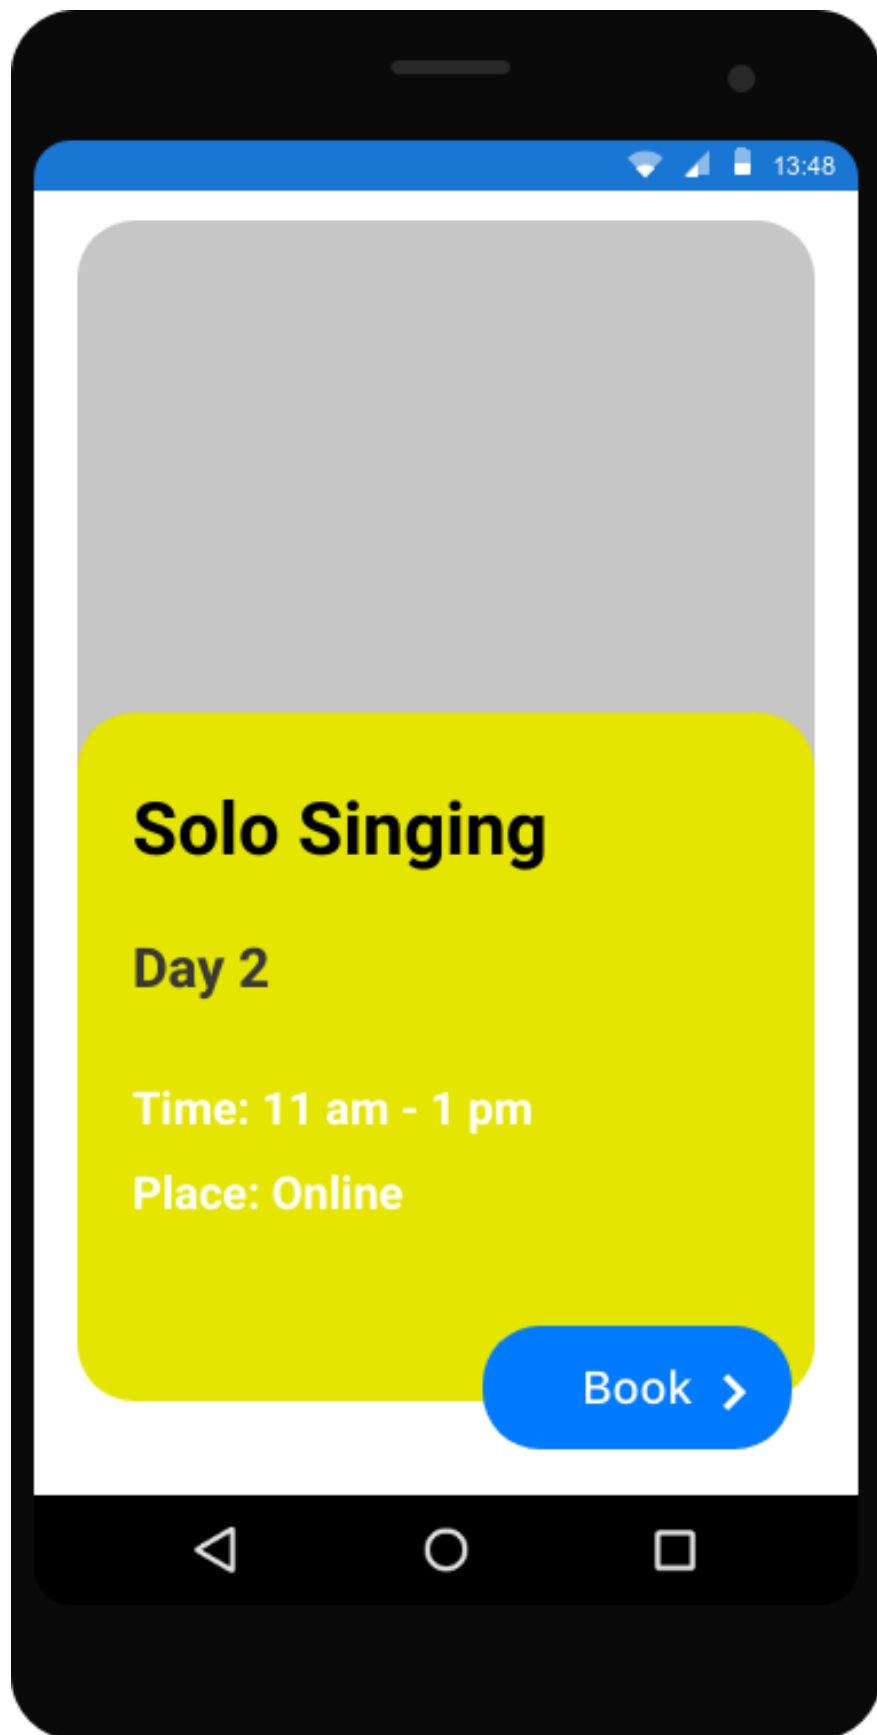 13:48
Solo Singing
Day 2
Time: 11 am - 1 pm
Place: Online
Book